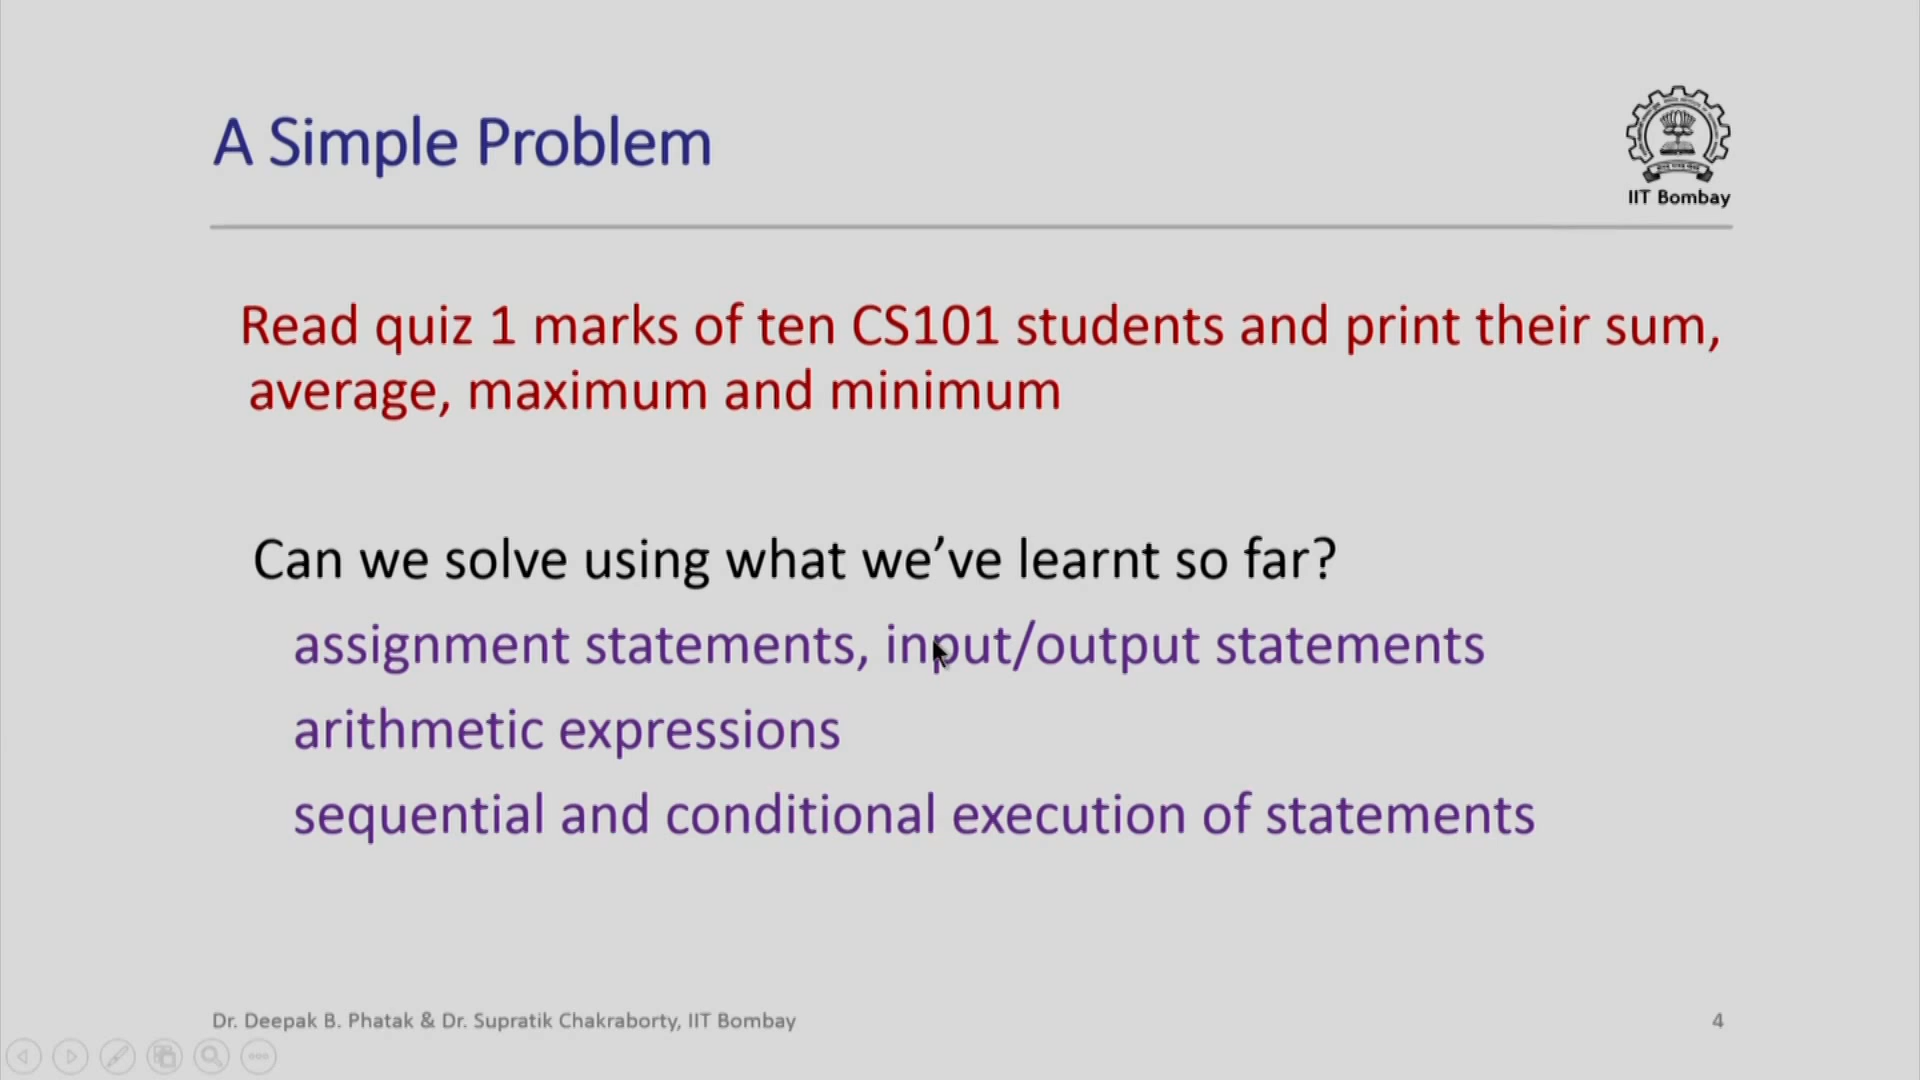 A Simple Problem
IIT Bombay
Read quiz 1 marks of ten CS101 students and print their sum,
average, maximum and minimum
Can we solve using what we’ve learnt so far?
assignment statements, input/output statements
arithmetic expressions
sequential and conditional execution of statements
Dr. Deepak B. Phatak & Dr. Supratik Chakraborty, IIT Bombay
4